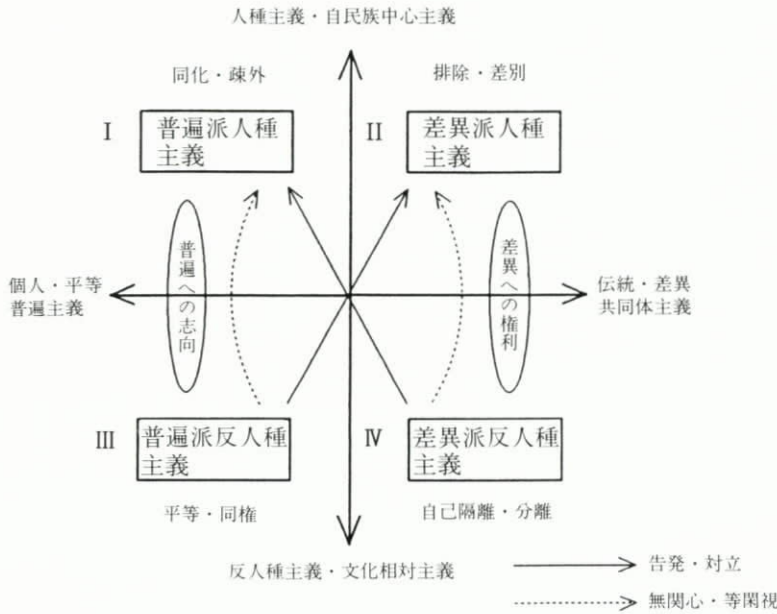 人種主義・自民族中心主義
同化・疎外
排除・差別
I
普遍派人種
主義
II
差異派人種
主義
普遍への志向
差異への権利
個人・平等
普遍主義
伝統・差異
共同体主義
III
普遍派反人種
主義
IV
差異派反人種
主義
平等・同権
自己隔離・分離
反人種主義・文化相対主義
告発・対立
無関心・等閑視